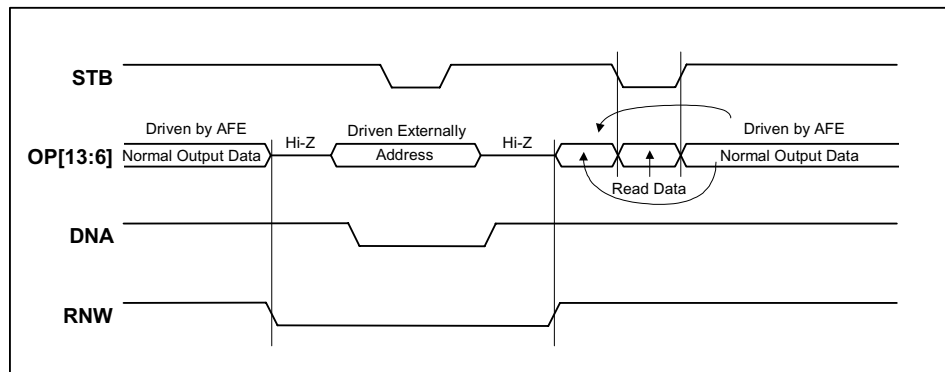 STB
Driven by AFE
Hi-Z
Driven Externally
Hi-Z
Driven by AFE
OP[13:6]
Normal Output Data
Address
Normal Output Data
Read Data
DNA
RNW